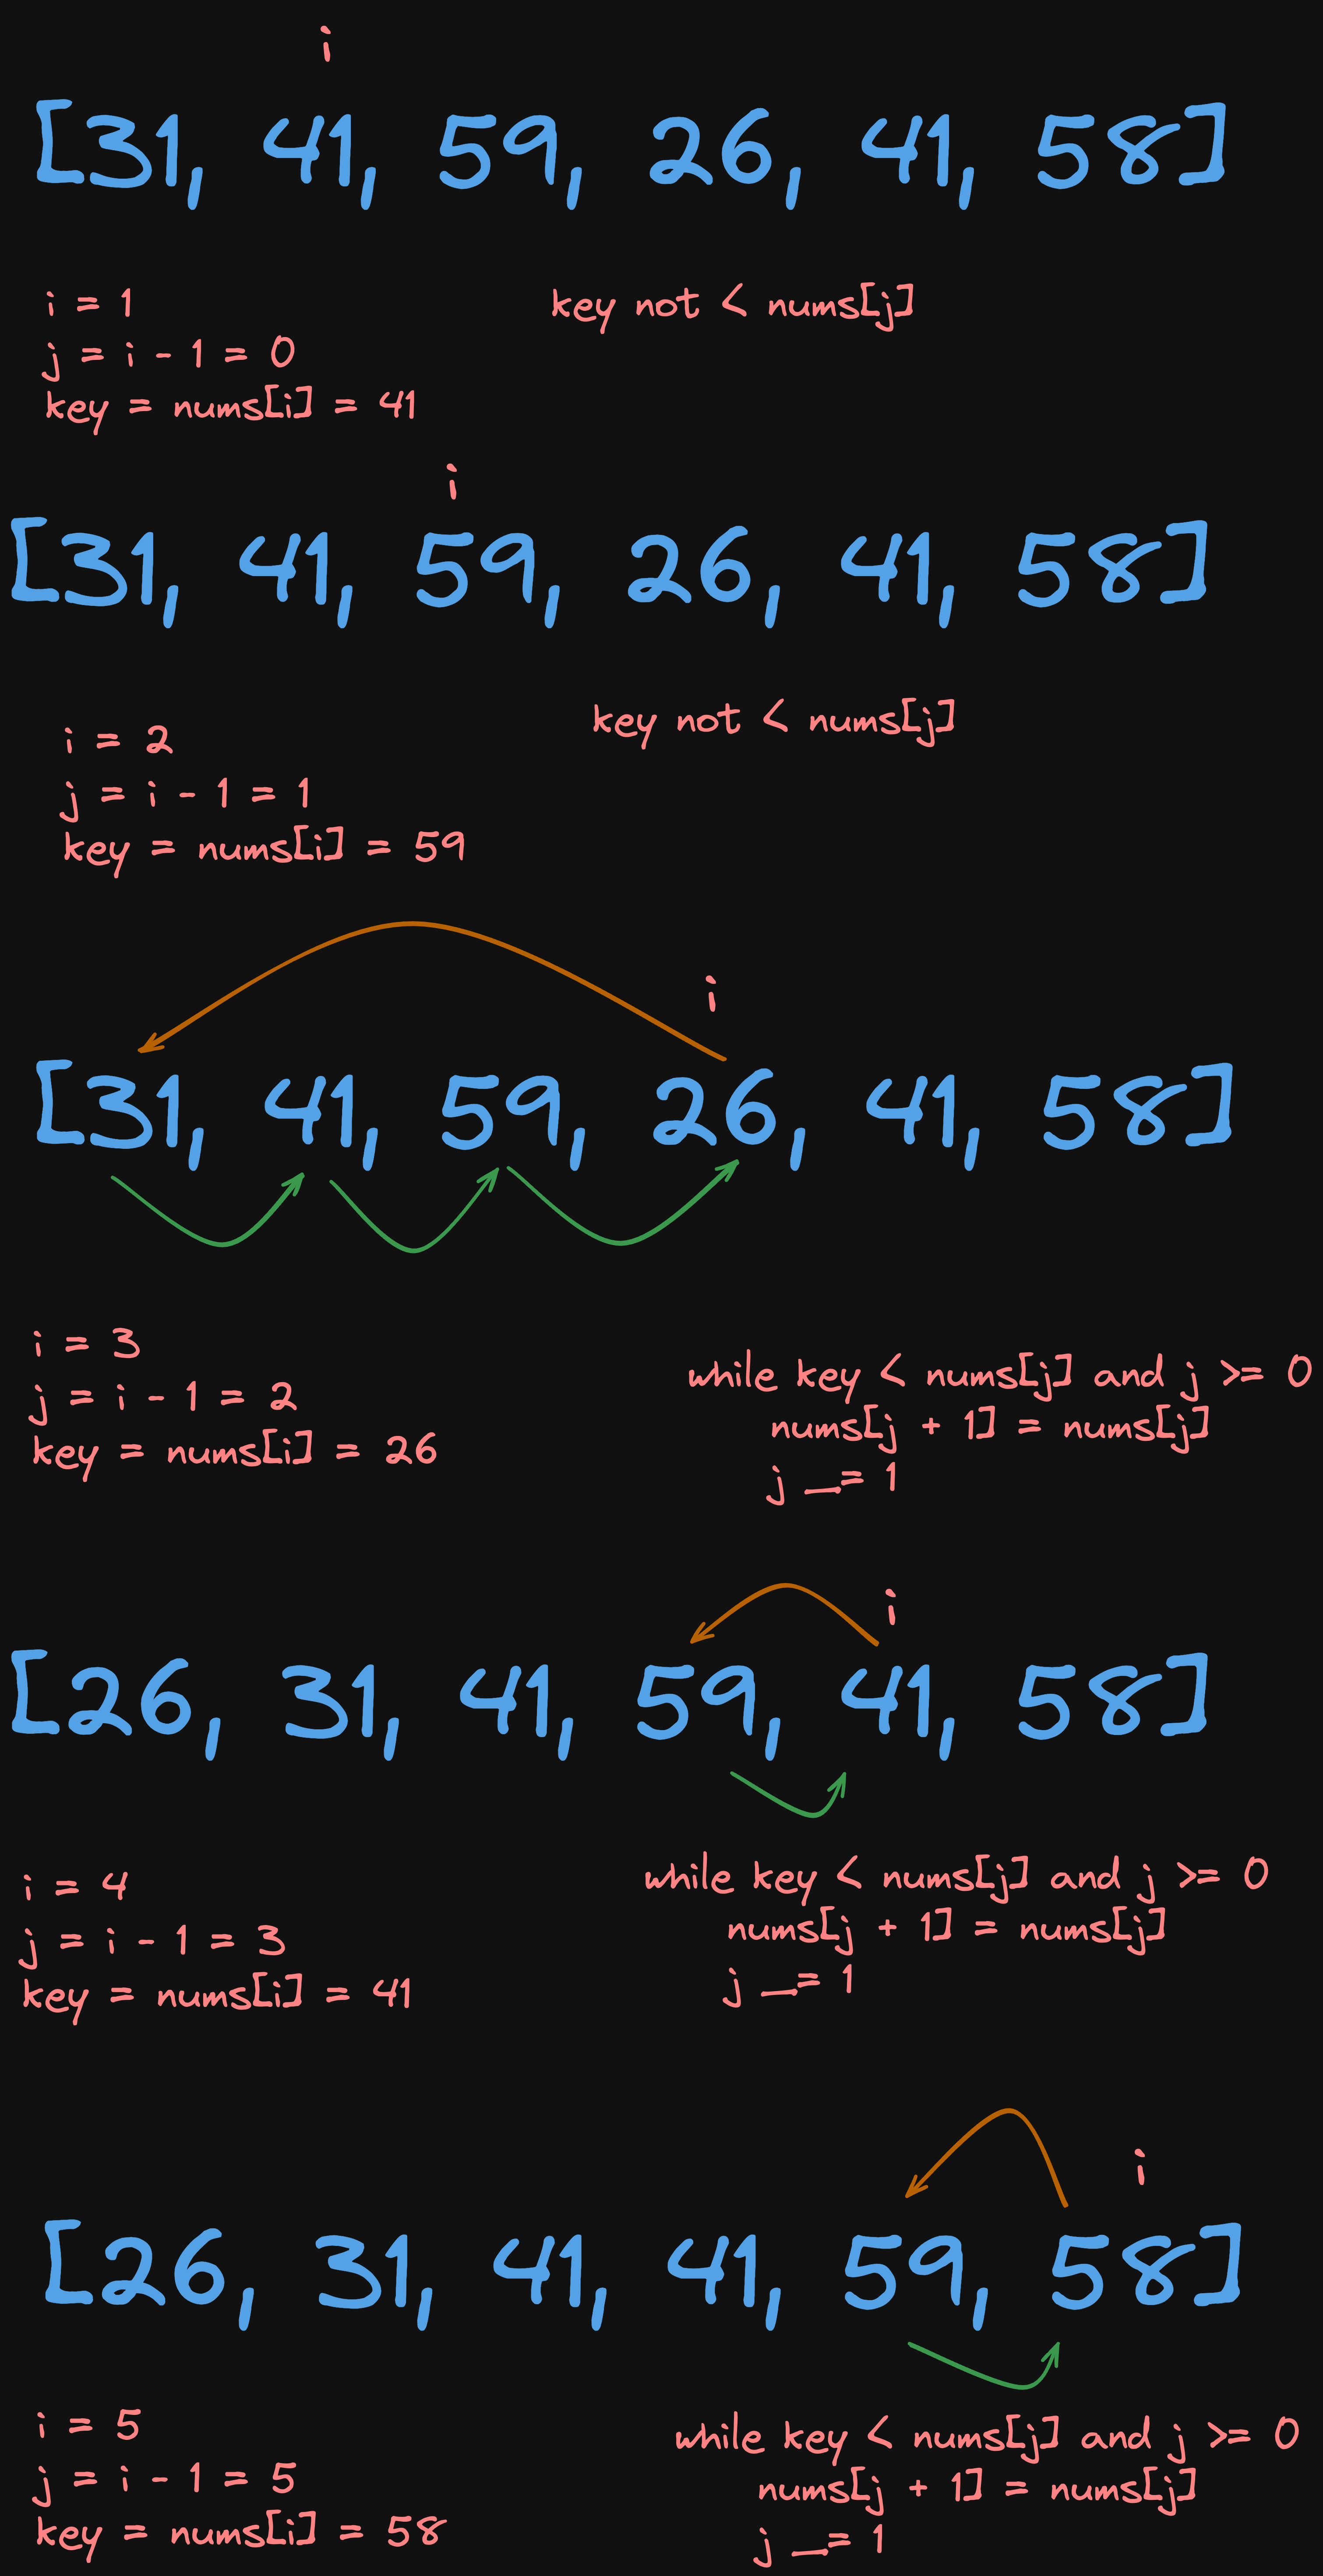 i
[31, 41, 59, 26, 41, 58]
i = 1
key not < nums[j]
j = i - 1 = 0
key = nums[i] = 41
i
[31, 41, 59, 26, 41, 58]
key not < nums[j]
i = 2
j = i - 1 = 1
key = nums[i] = 59
i
[31, 41, 59, 26, 41, 58]
i = 3
j = i - 1 = 2
key = nums[i] = 26
while key < nums[j] and j >= 0
nums[j + 1] = nums[j]
j _= 1
i
[26, 31, 41, 59, 41, 58]
i = 4
j = i - 1 = 3
key = nums[i] = 41
while key < nums[j] and j >= 0
nums[j + 1] = nums[j]
j _= 1
i
[26, 31, 41, 41, 59, 58]
i = 5
j = i - 1 = 5
key = nums[i] = 58
while key < nums[j] and j >= 0
nums[j + 1] = nums[j]
j _= 1